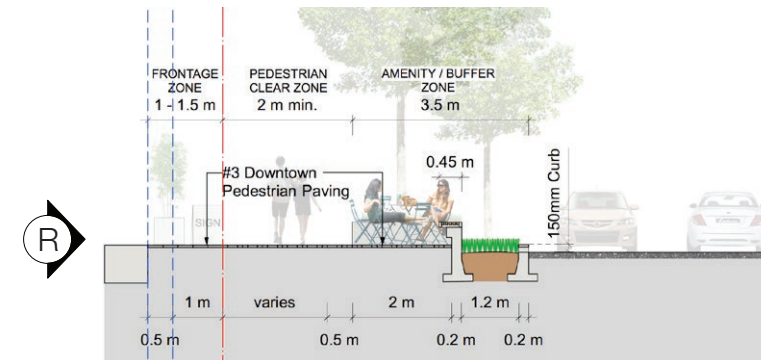 FRONTAGE
ZONE
1 - 1.5 m
PEDESTRIAN
CLEAR ZONE
2 m min.
AMENITY / BUFFER
ZONE
3.5 m
0.45 m
150mm Curb
#3 Downtown
Pedestrian Paving
SIGN
R
1 m
varies
2 m
1.2 m
0.5 m
0.5 m
0.2 m
0.2 m